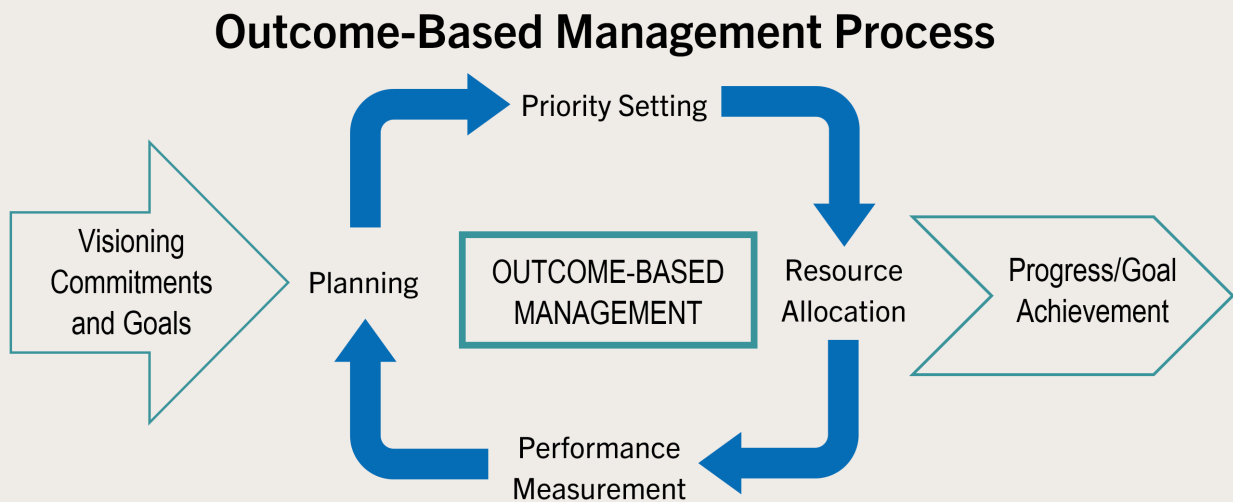 Outcome-Based Management Process
Priority Setting
Visioning
Commitments
and Goals
Planning
OUTCOME-BASED
MANAGEMENT
Resource
Allocation
Progress/Goal
Achievement
Performance
Measurement